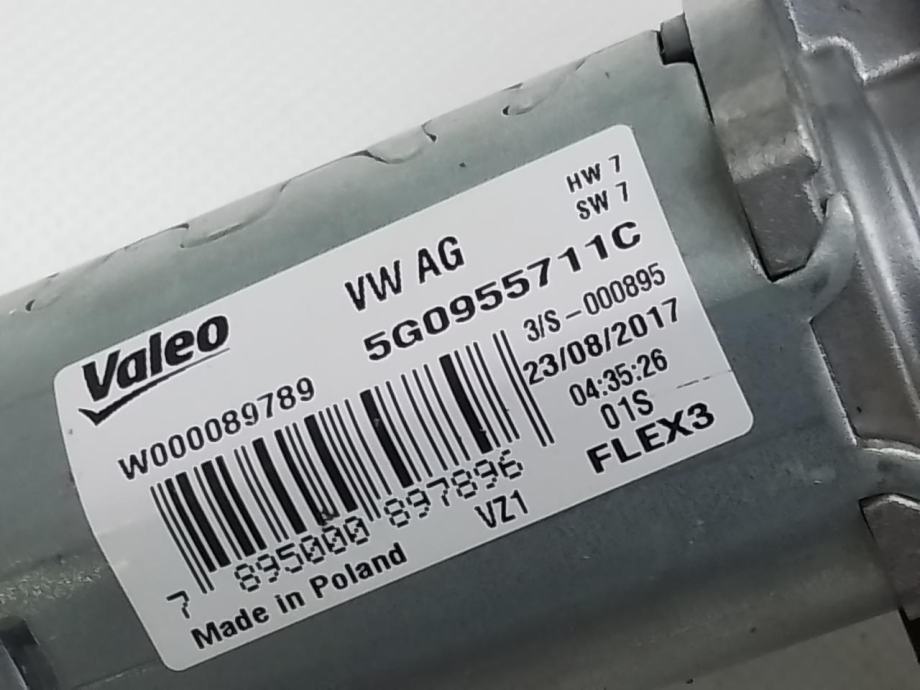 HW 7
SW 7
VW AG
5G0955711C
Valeo
3/S-000895
23/08/2017
W000089789
04:35:26
01S
FLEX3
7 895000 897896
VZ1
Made in Poland